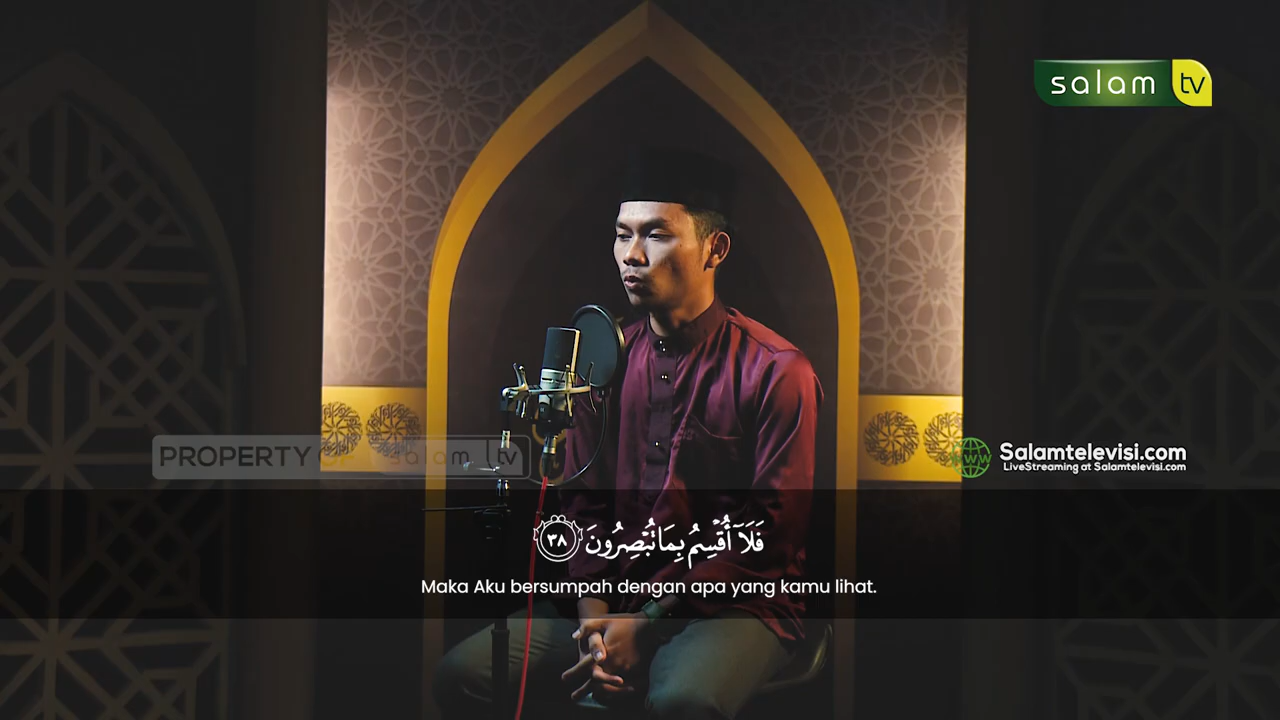 salam tv
PROPERTY OF salam tv
www
Salamtelevisi.com
LiveStreaming at Salamtelevisi.com
فَلَآ أُقْسِمُ بِمَا تُبْصِرُونَ ٣٨
Maka Aku bersumpah dengan apa yang kamu lihat.